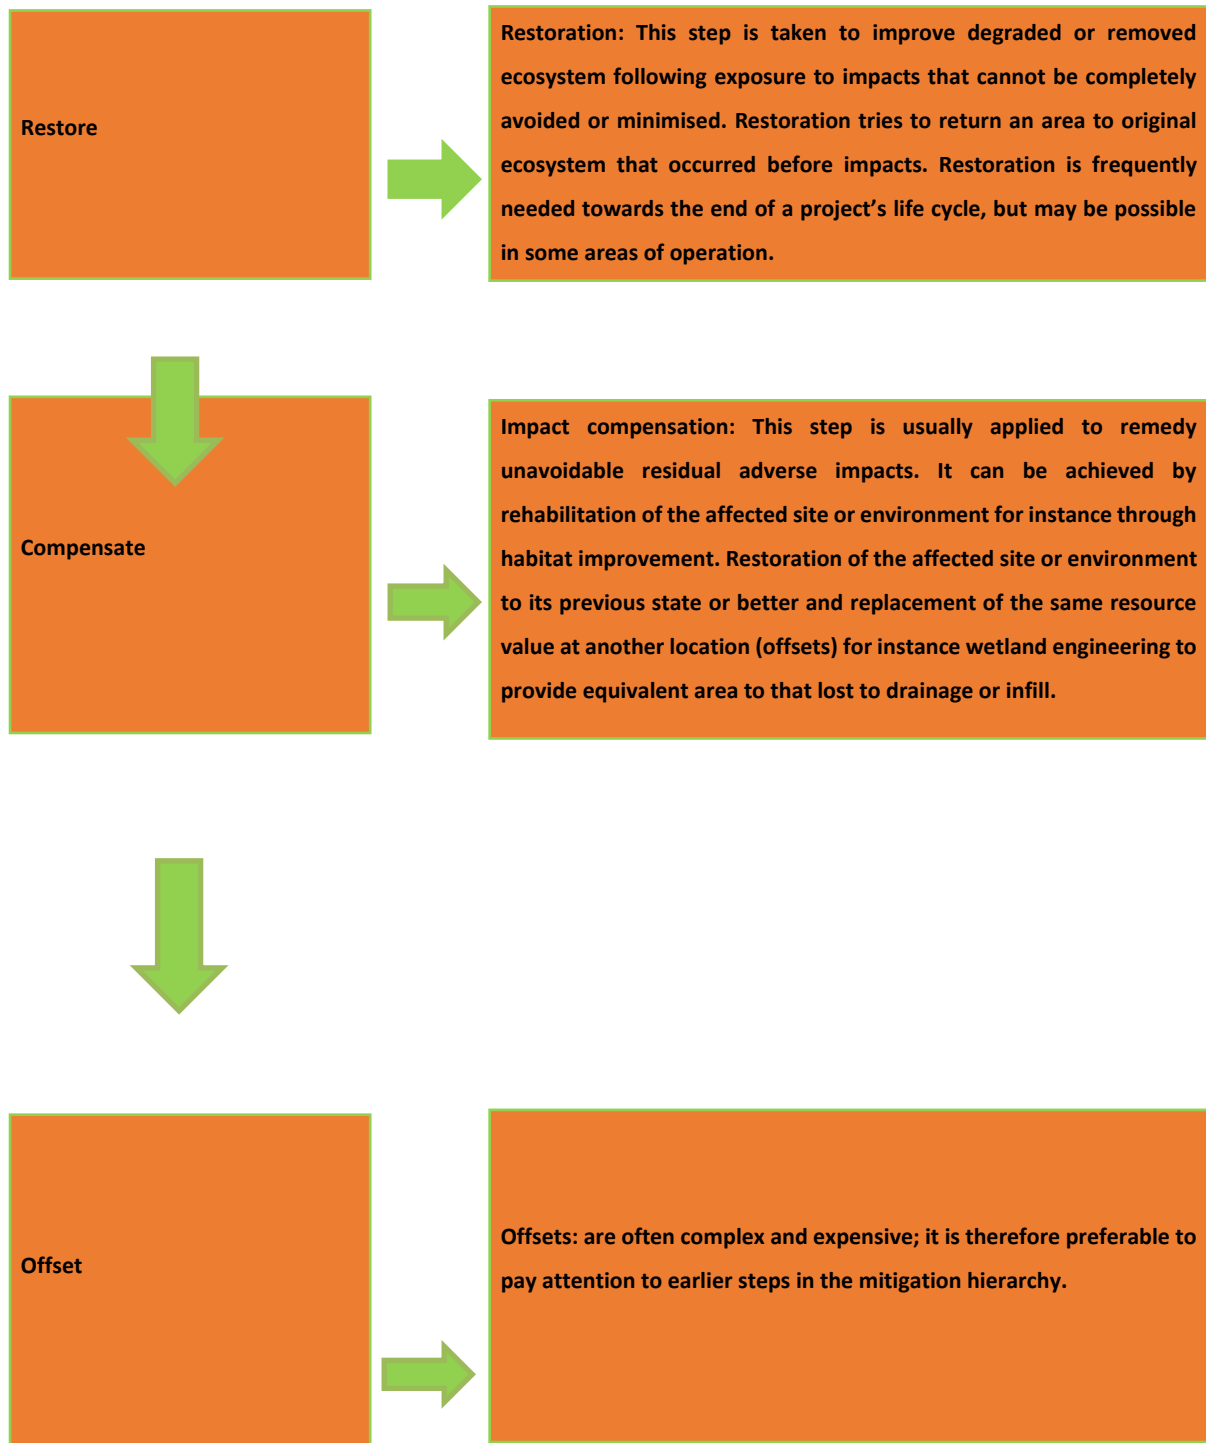 Restore
Restoration: This step is taken to improve degraded or removed
ecosystem following exposure to impacts that cannot be completely
avoided or minimised. Restoration tries to return an area to original
ecosystem that occurred before impacts. Restoration is frequently
needed towards the end of a project’s life cycle, but may be possible
in some areas of operation.
Compensate
Impact compensation: This step is usually applied to remedy
unavoidable residual adverse impacts. It can be achieved by
rehabilitation of the affected site or environment for instance through
habitat improvement. Restoration of the affected site or environment
to its previous state or better and replacement of the same resource
value at another location (offsets) for instance wetland engineering to
provide equivalent area to that lost to drainage or infill.
Offset
Offsets: are often complex and expensive; it is therefore preferable to
pay attention to earlier steps in the mitigation hierarchy.